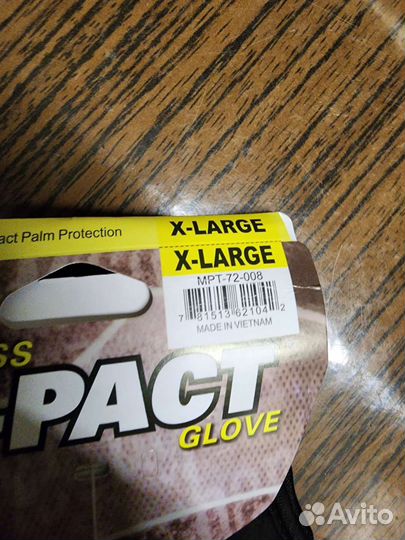 X-LARGE
act Palm Protection X-LARGE
X-LARGE
MPT-72-008
7 81513 62104 2
MADE IN VIETNAM
SS
-PACT
GLOVE
Avito